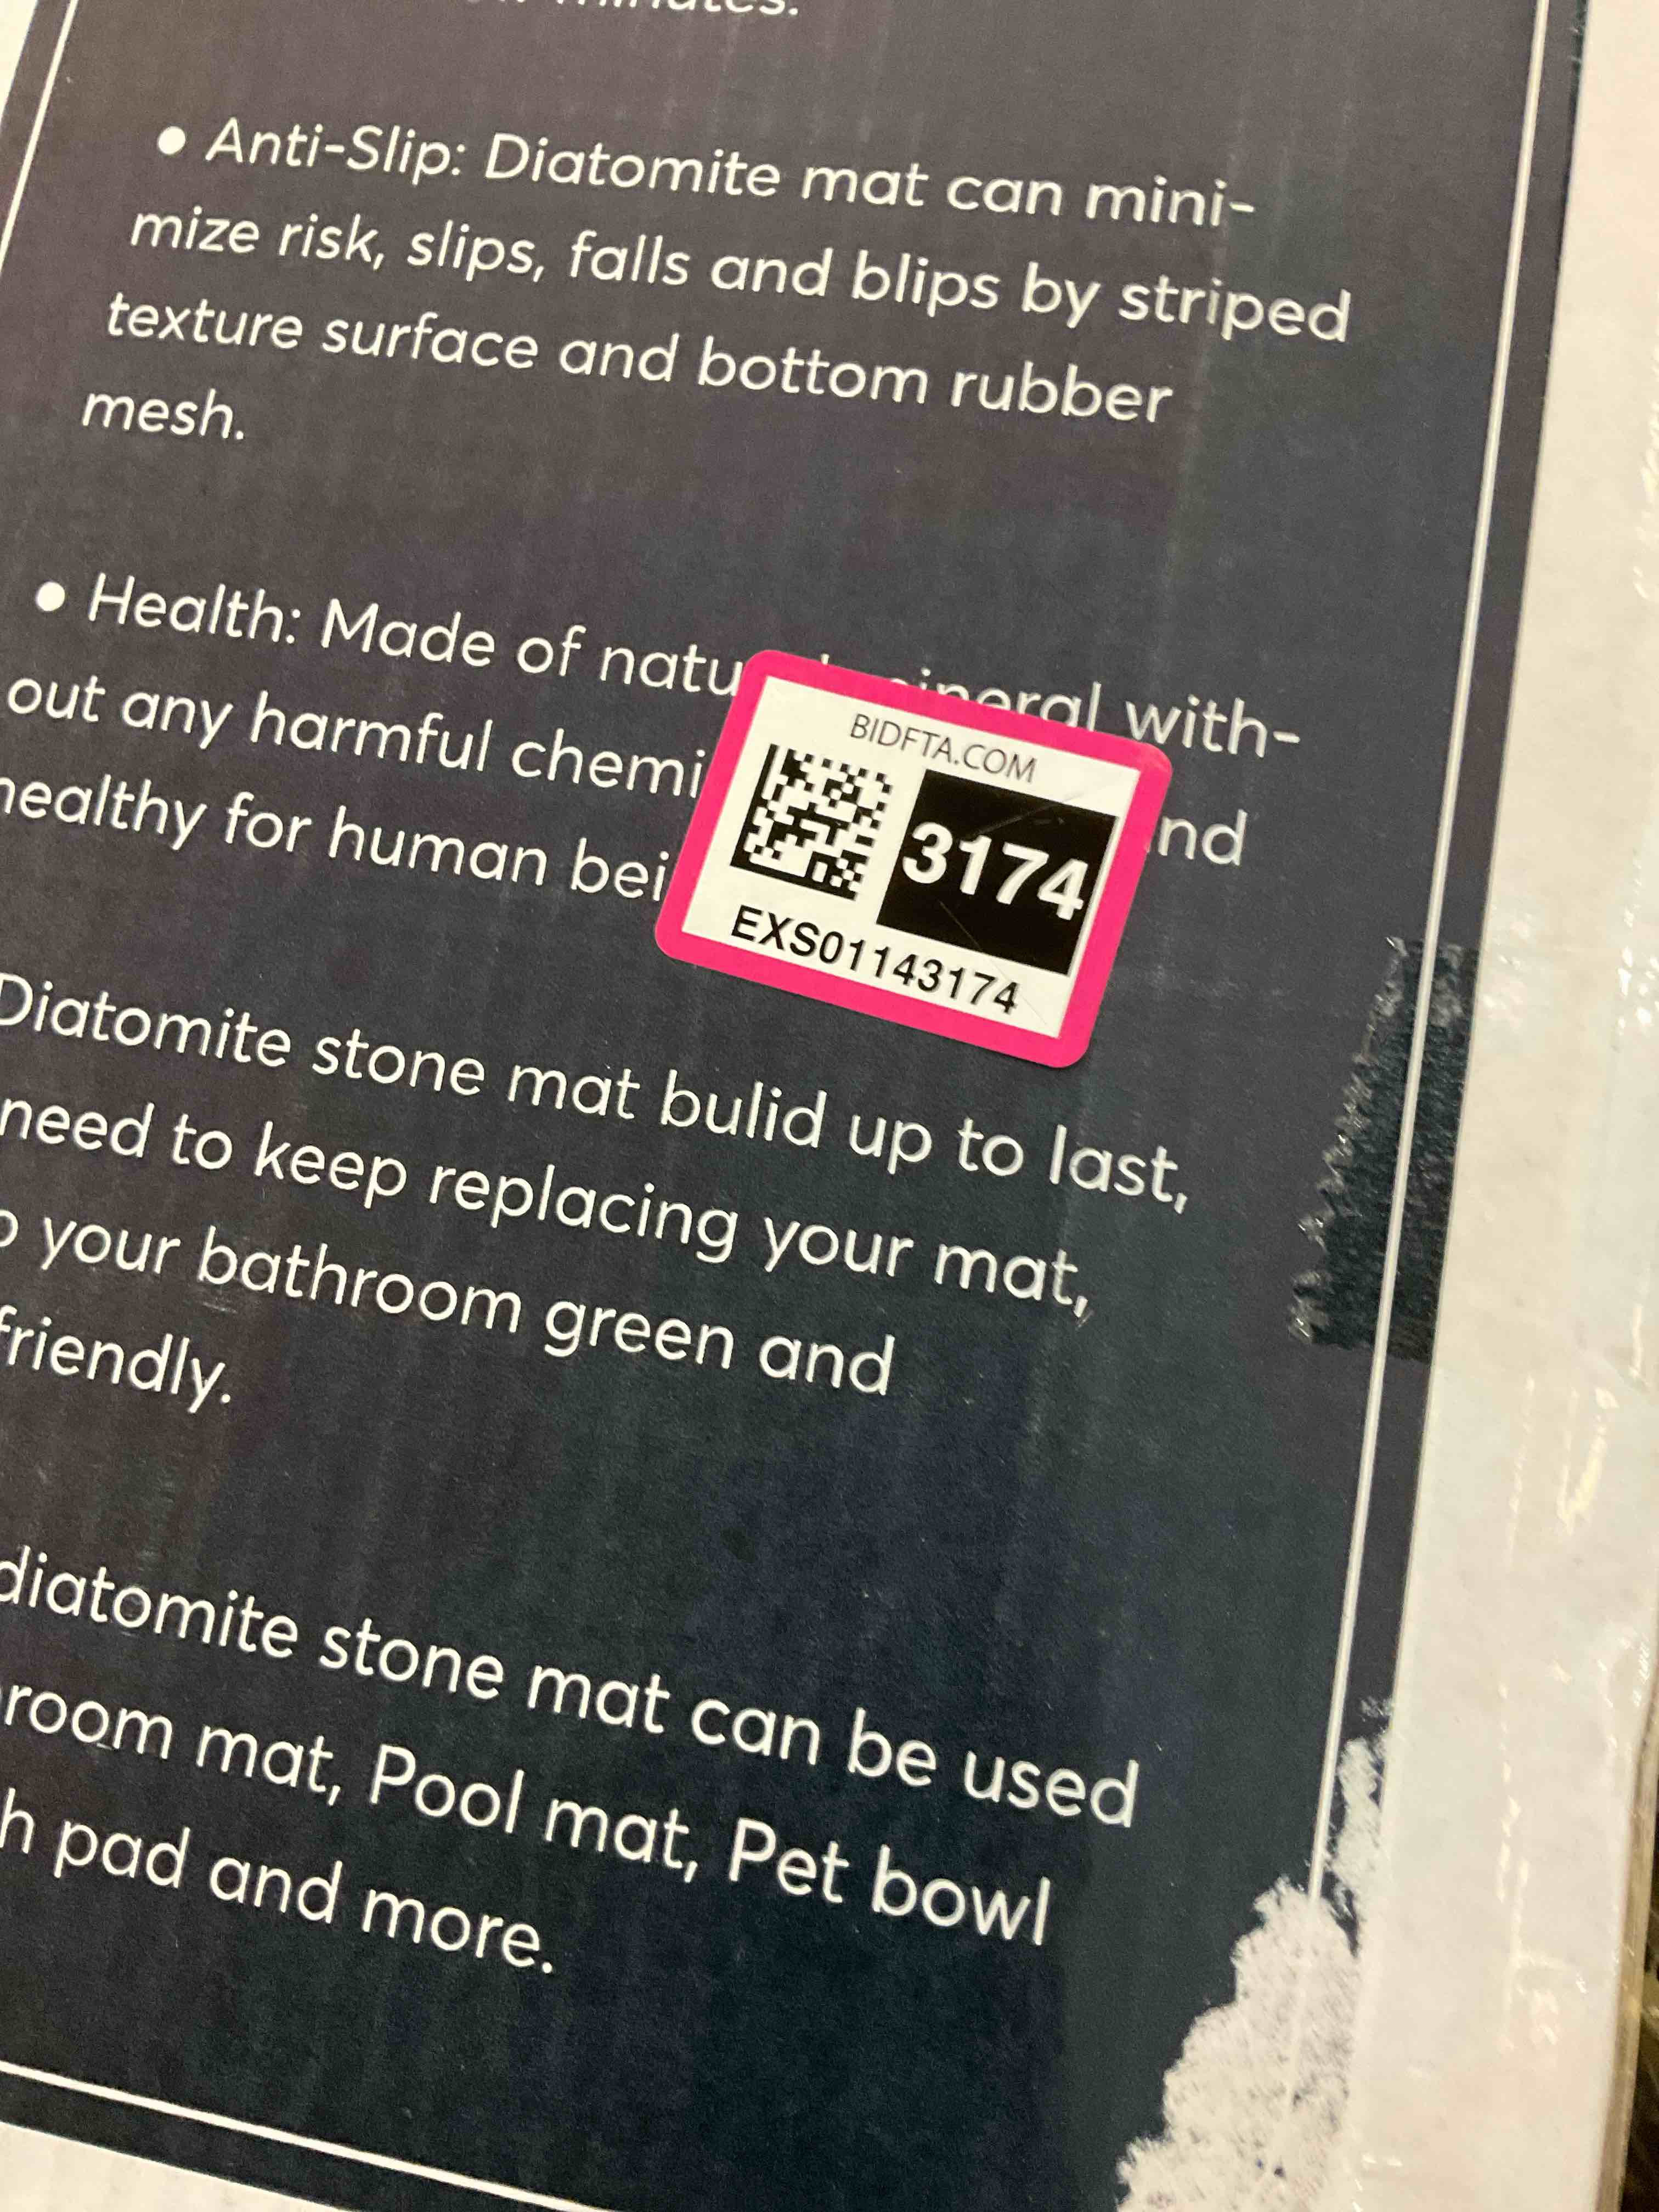 minutes.
• Anti-Slip: Diatomite mat can mini-
mize risk, slips, falls and blips by striped
texture surface and bottom rubber
mesh.
• Health: Made of natu mineral with-
out any harmful chemi nd
healthy for human bei
BIDFTA.COM
3174
EXS01143174
Diatomite stone mat bulid up to last,
need to keep replacing your mat,
your bathroom green and
friendly.
diatomite stone mat can be used
room mat, Pool mat, Pet bowl
h pad and more.